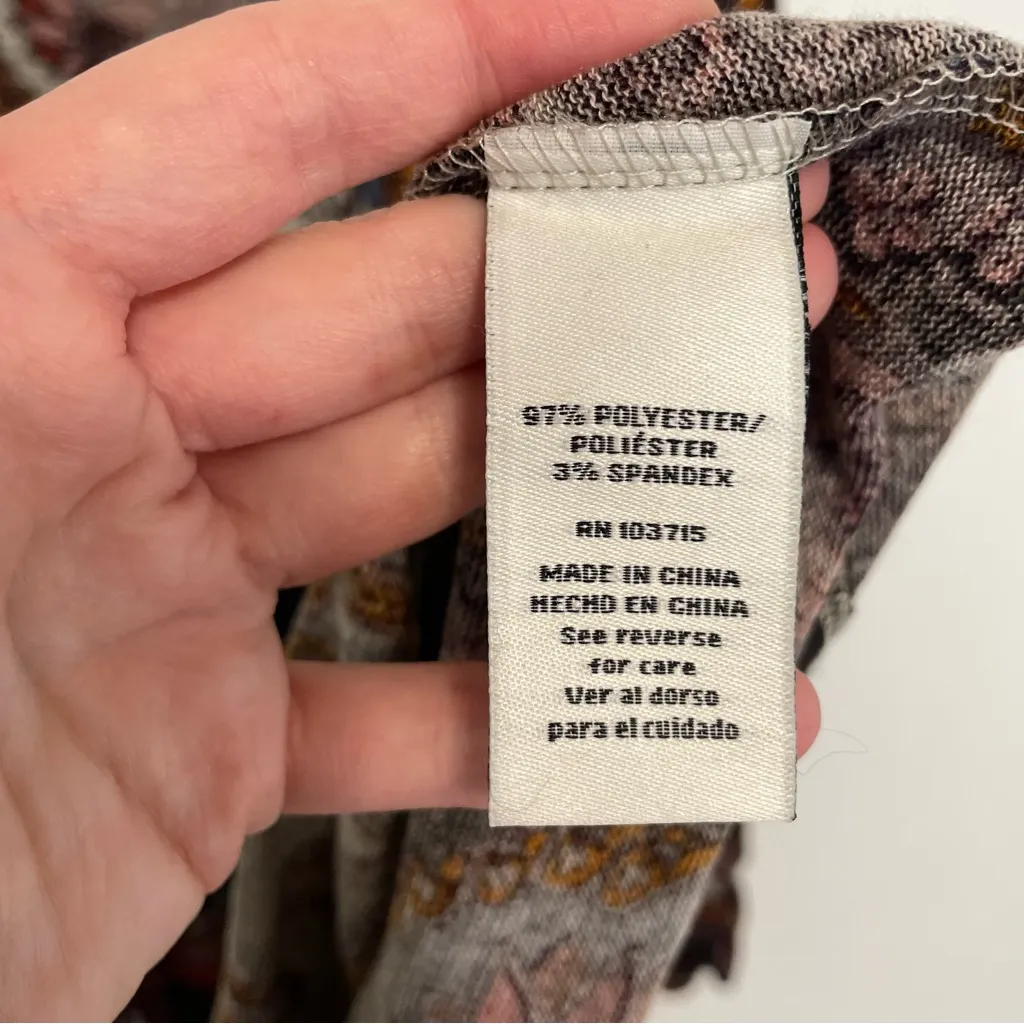 97% POLYESTER/
POLIÉSTER
3% SPANDEX
RN 103715
MADE IN CHINA
HECHO EN CHINA
See reverse
for care
Ver al dorso
para el cuidado